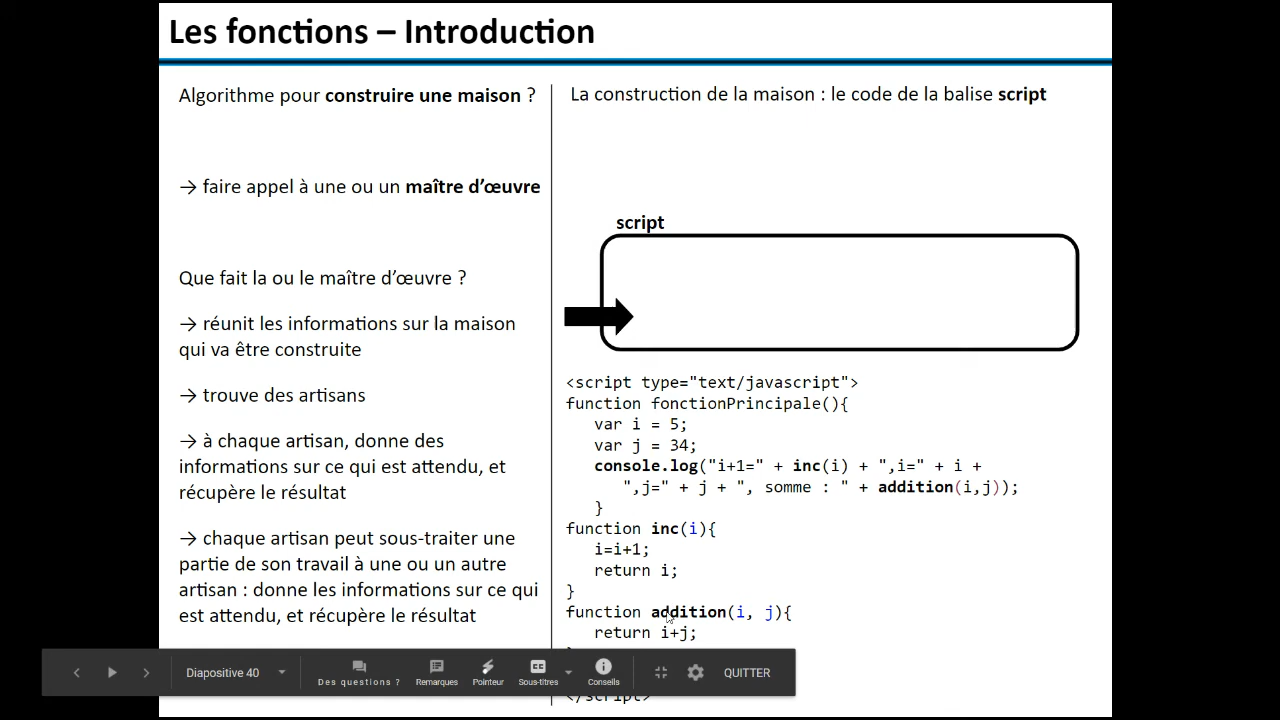 Les fonctions – Introduction
Algorithme pour construire une maison ?
→ faire appel à une ou un maître d’œuvre
Que fait la ou le maître d’œuvre ?
→ réunit les informations sur la maison
qui va être construite
→ trouve des artisans
→ à chaque artisan, donne des
informations sur ce qui est attendu, et
récupère le résultat
→ chaque artisan peut sous-traiter une
partie de son travail à une ou un autre
artisan : donne les informations sur ce qui
est attendu, et récupère le résultat
La construction de la maison : le code de la balise script
script
<script type="text/javascript">
function fonctionPrincipale(){
var i = 5;
var j = 34;
console.log("i+1=" + inc(i) + ",i=" + i +
",j=" + j + ", somme : " + addition(i,j));
}
function inc(i){
i=i+1;
return i;
}
function addition(i, j){
return i+j;
</script>
Diapositive 40
Des questions ?
Remarques
Pointeur
Sous-titres
Conseils
QUITTER